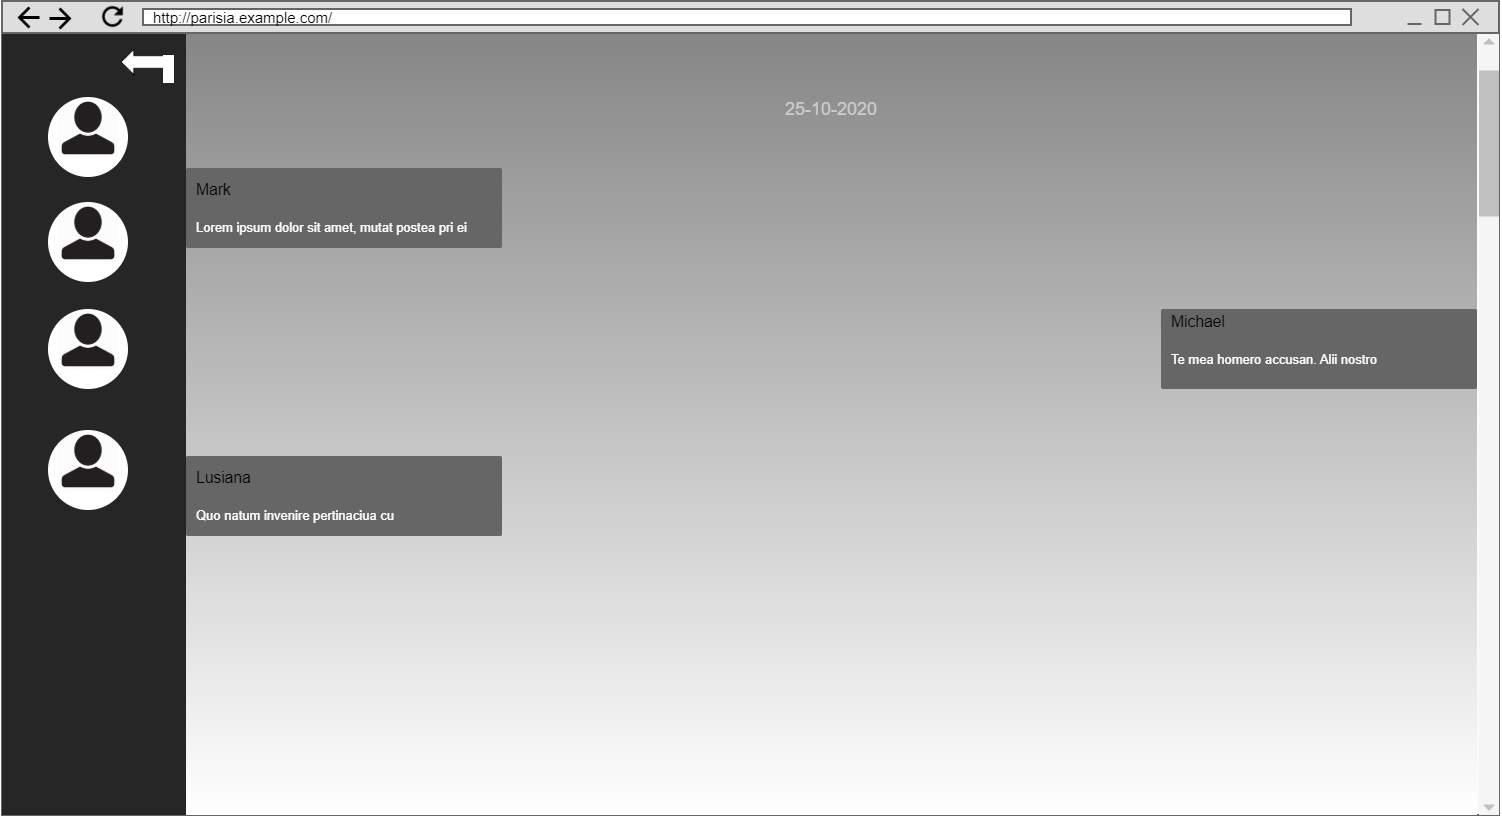 http://parisia.example.com/
25-10-2020
Mark
Lorem ipsum dolor sit amet, mutat postea pri ei
Michael
Te mea homero accusan. Alii nostro
Lusiana
Quo natum invenire pertinaciua cu